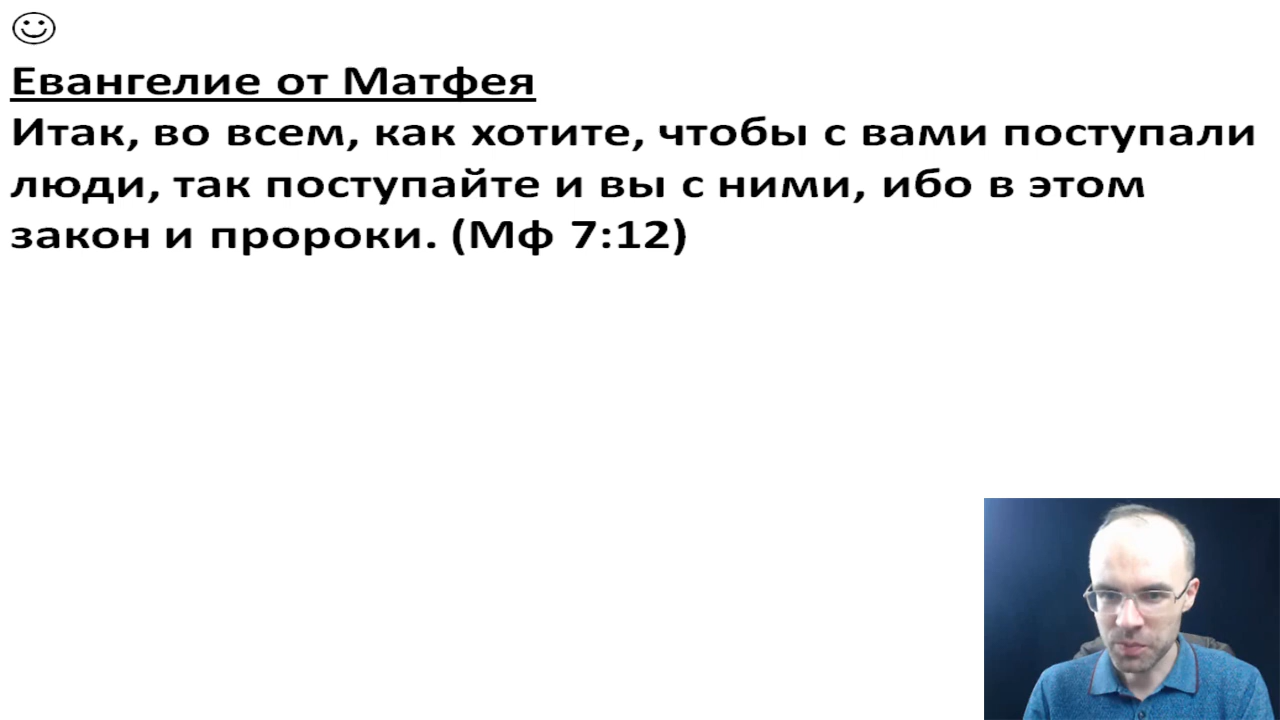 Евангелие от Матфея
Итак, во всем, как хотите, чтобы с вами поступали
люди, так поступайте и вы с ними, ибо в этом
закон и пророки. (Мф 7:12)